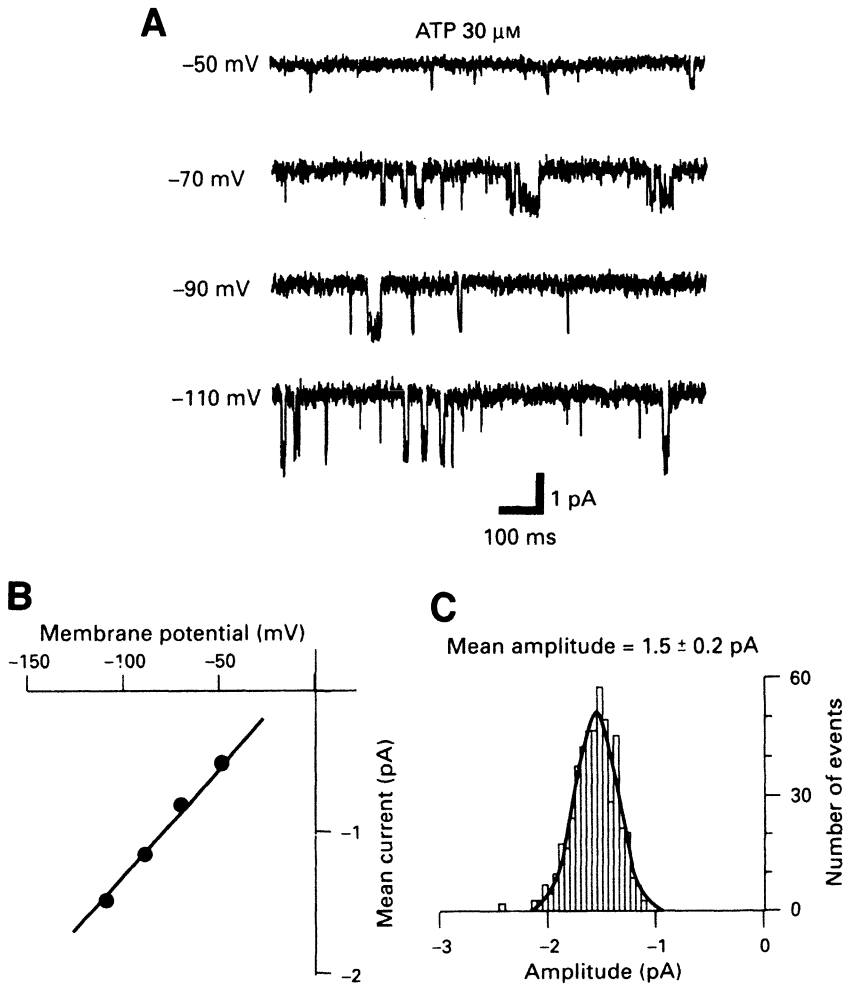 A
ATP 30 µM
−50 mV
−70 mV
−90 mV
−110 mV
1 pA
100 ms
B
Membrane potential (mV)
−150 −100 −50
−1
−2
Mean current (pA)
C
Mean amplitude = 1.5 ± 0.2 pA
60
30
0
Number of events
−3 −2 −1 0
Amplitude (pA)